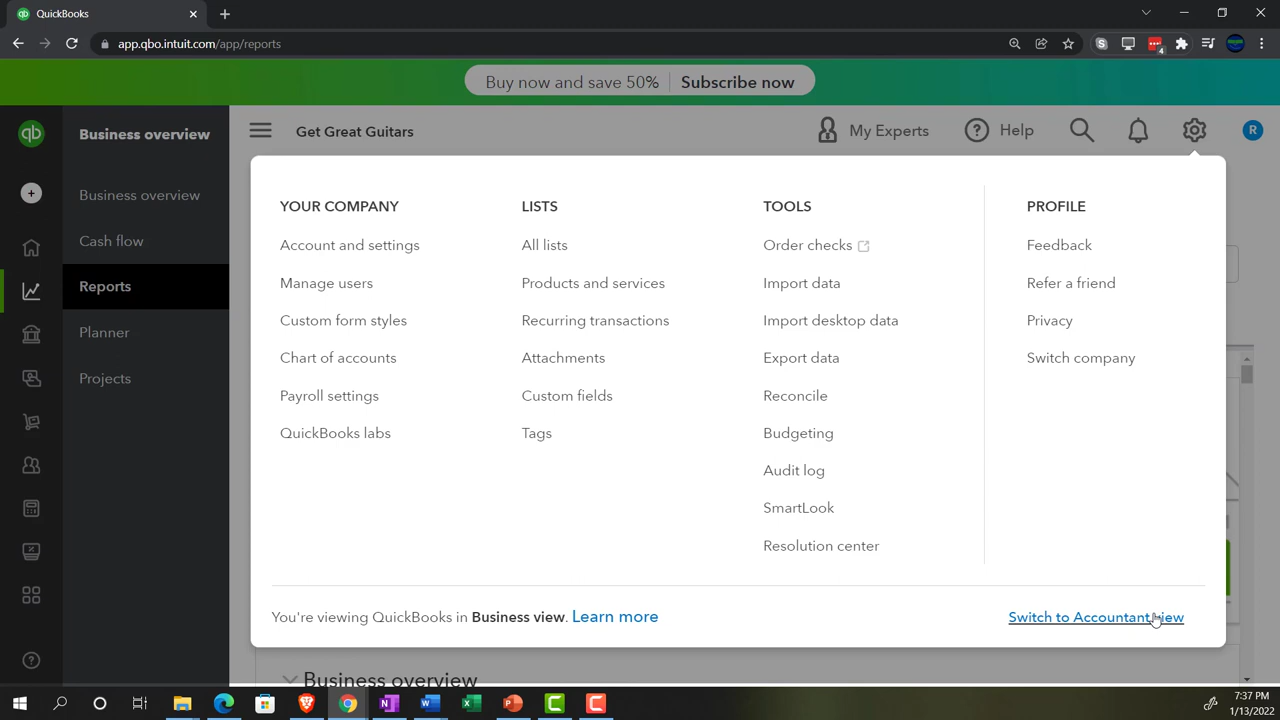 QuickBooks
app.qbo.intuit.com/app/reports
4
Buy now and save 50% Subscribe now
qb
Business overview
Get Great Guitars
My Experts
Help
R
Business overview
Cash flow
Reports
Planner
Projects
YOUR COMPANY
Account and settings
Manage users
Custom form styles
Chart of accounts
Payroll settings
QuickBooks labs
LISTS
All lists
Products and services
Recurring transactions
Attachments
Custom fields
Tags
TOOLS
Order checks
Import data
Import desktop data
Export data
Reconcile
Budgeting
Audit log
SmartLook
Resolution center
PROFILE
Feedback
Refer a friend
Privacy
Switch company
You're viewing QuickBooks in Business view. Learn more
Switch to Accountant view
Business overview
7:37 PM
1/13/2022